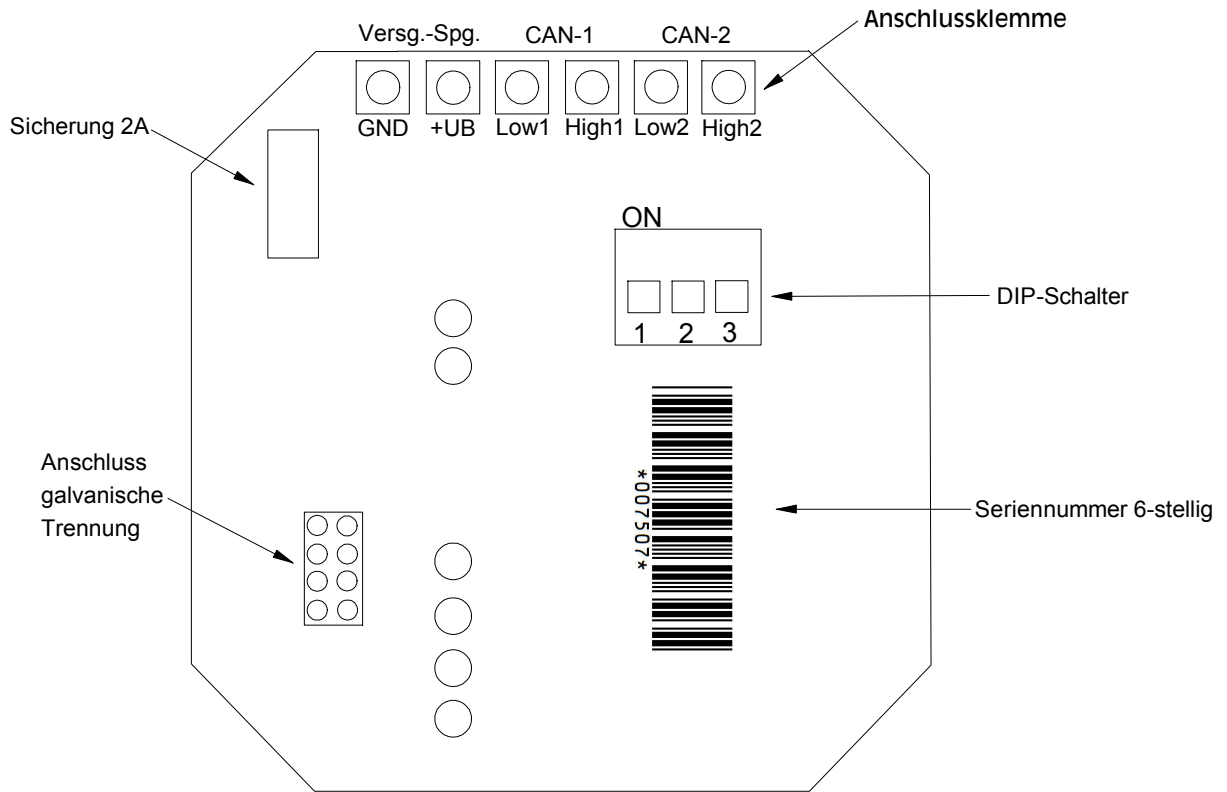 Anschlussklemme
Versg.-Spg. CAN-1 CAN-2
GND +UB Low1 High1 Low2 High2
Sicherung 2A
ON
1 2 3
DIP-Schalter
Anschluss
galvanische
Trennung
*007507*
Seriennummer 6-stellig